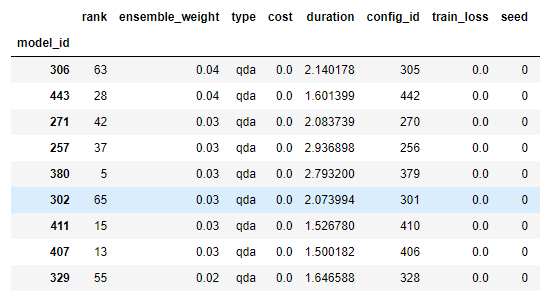 rank ensemble_weight type cost duration config_id train_loss seed
model_id
306 63 0.04 qda 0.0 2.140178 305 0.0 0
443 28 0.04 qda 0.0 1.601399 442 0.0 0
271 42 0.03 qda 0.0 2.083739 270 0.0 0
257 37 0.03 qda 0.0 2.936898 256 0.0 0
380 5 0.03 qda 0.0 2.793200 379 0.0 0
302 65 0.03 qda 0.0 2.073994 301 0.0 0
411 15 0.03 qda 0.0 1.526780 410 0.0 0
407 13 0.03 qda 0.0 1.500182 406 0.0 0
329 55 0.02 qda 0.0 1.646588 328 0.0 0